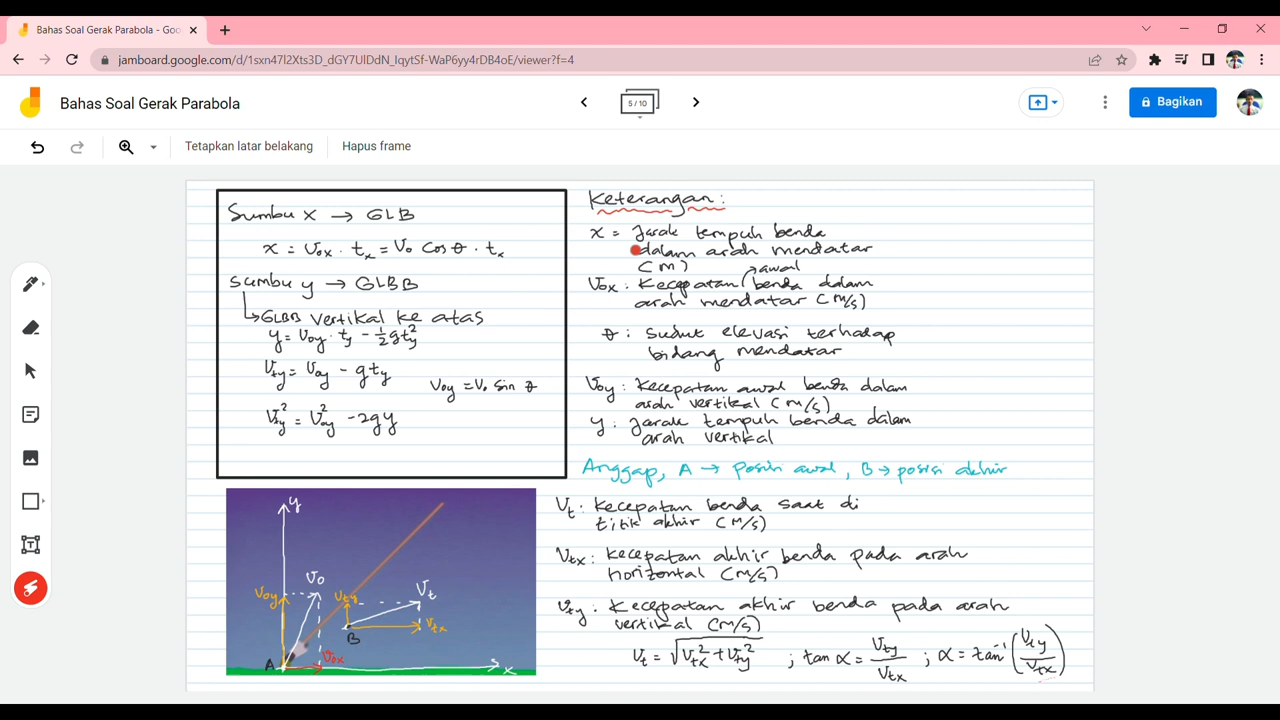 Bahas Soal Gerak Parabola - Goo
jamboard.google.com/d/1sxn47l2Xts3D_dGY7UlDdN_IqytSf-WaP6yy4rDB4oE/viewer?f=4
Bahas Soal Gerak Parabola
5 / 10
Bagikan
Tetapkan latar belakang
Hapus frame
Sumbu x → GLB
x = Vox . tx = Vo cos θ . tx
Sumbu y → GLBB
↳ GLBB vertikal ke atas
y = Voy . ty - 1/2 g ty²
Vty = Voy - g ty
Voy = Vo sin θ
Vty² = Voy² - 2gy
Keterangan :
x = Jarak tempuh benda
dalam arah mendatar
(m)
awal
Vox : Kecepatan benda dalam
arah mendatar (m/s)
θ : sudut elevasi terhadap
bidang mendatar
Voy : Kecepatan awal benda dalam
arah vertikal (m/s)
y : Jarak tempuh benda dalam
arah vertikal
Anggap, A → posisi awal, B → posisi akhir
Vt : Kecepatan benda saat di
titik akhir (m/s)
Vtx : Kecepatan akhir benda pada arah
horizontal (m/s)
Vty : Kecepatan akhir benda pada arah
vertikal (m/s)
Vt = √Vtx² + Vty² ; tan α = Vty/Vtx ; α = tan⁻¹ (Vty/Vtx)
y
Voy
Vo
Vty
Vt
Vtx
B
A
Vox
x